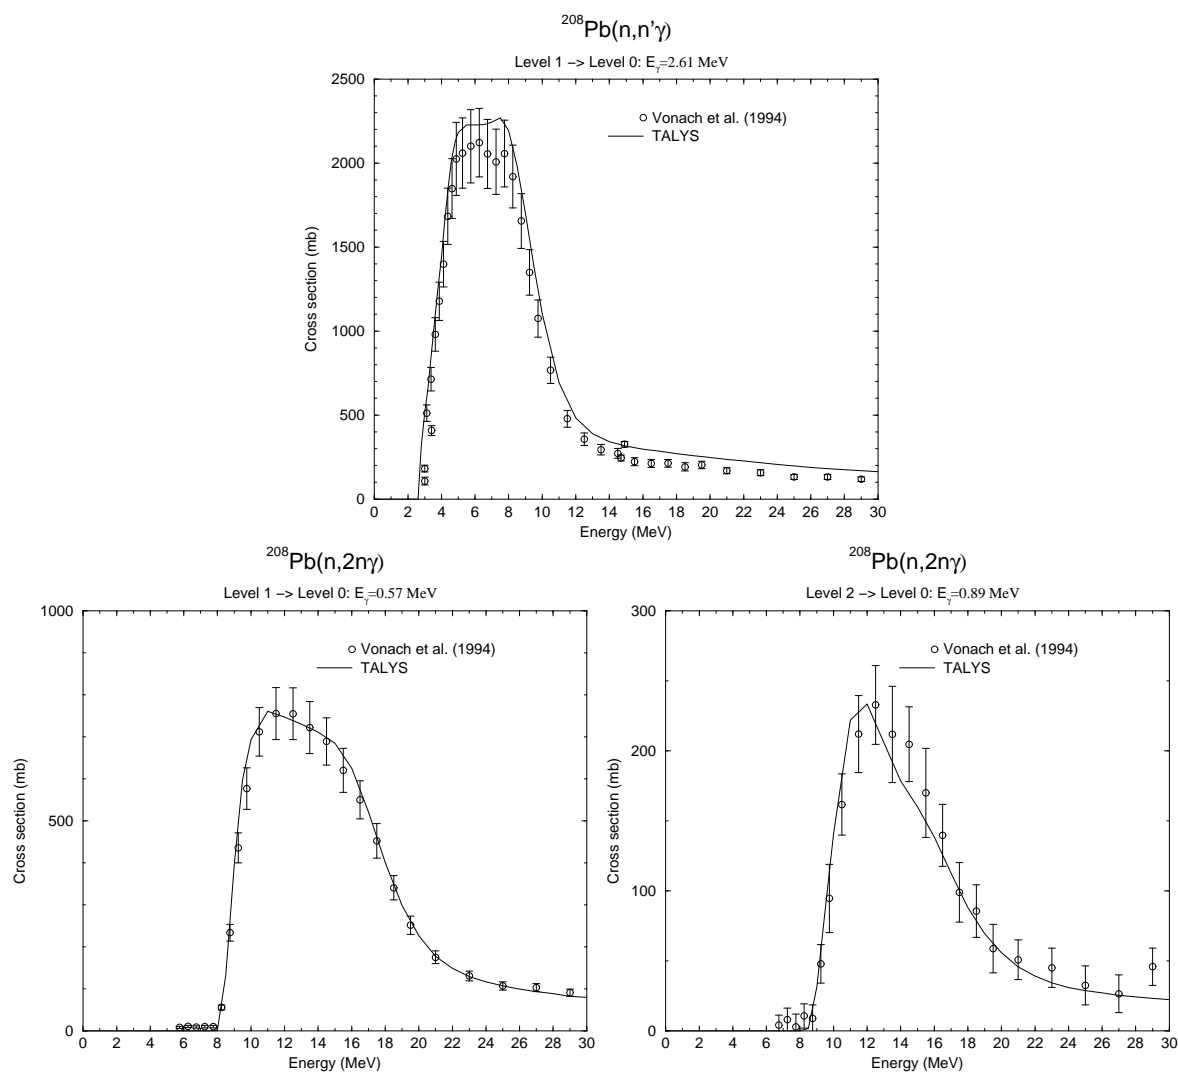 ²⁰⁸Pb(n,n'γ)
Level 1 −> Level 0: Eγ=2.61 MeV
2500
2000
1500
1000
500
0
Cross section (mb)
Vonach et al. (1994)
TALYS
0 2 4 6 8 10 12 14 16 18 20 22 24 26 28 30
Energy (MeV)
²⁰⁸Pb(n,2nγ)
Level 1 −> Level 0: Eγ=0.57 MeV
1000
500
0
Cross section (mb)
Vonach et al. (1994)
TALYS
0 2 4 6 8 10 12 14 16 18 20 22 24 26 28 30
Energy (MeV)
²⁰⁸Pb(n,2nγ)
Level 2 −> Level 0: Eγ=0.89 MeV
300
200
100
0
Cross section (mb)
Vonach et al. (1994)
TALYS
0 2 4 6 8 10 12 14 16 18 20 22 24 26 28 30
Energy (MeV)